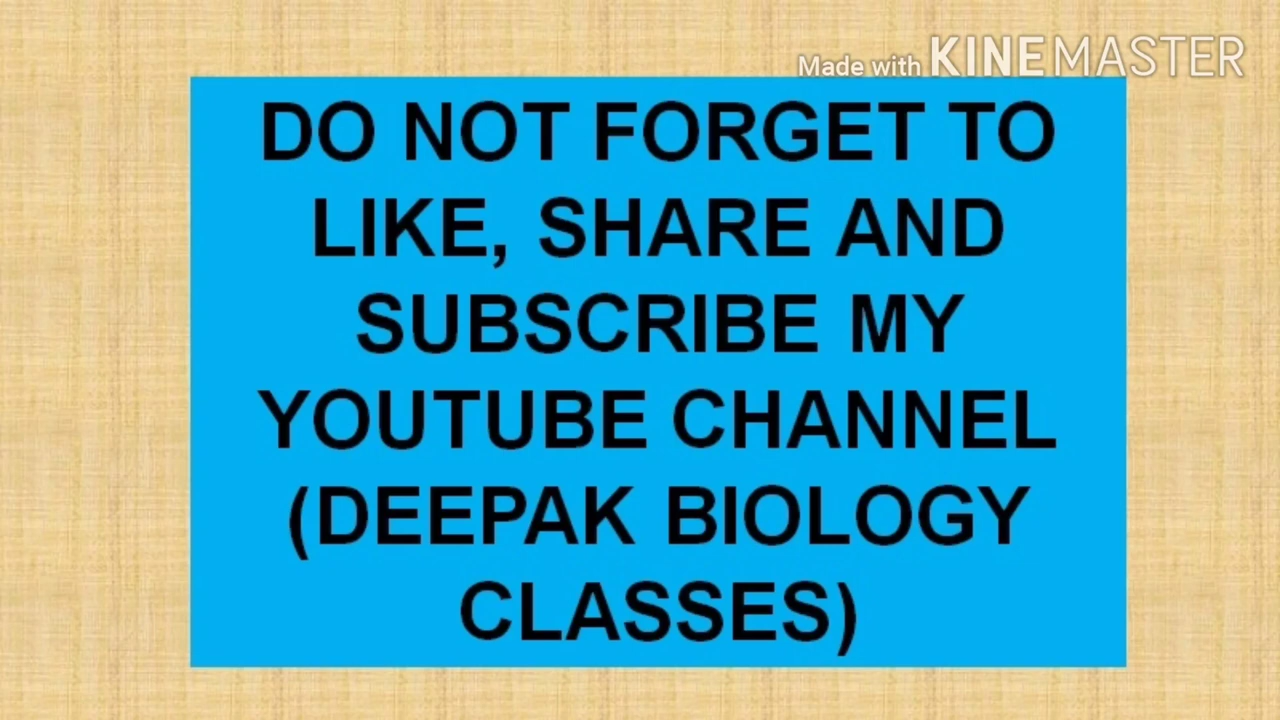 Made with KINEMASTER
DO NOT FORGET TO
LIKE, SHARE AND
SUBSCRIBE MY
YOUTUBE CHANNEL
(DEEPAK BIOLOGY
CLASSES)